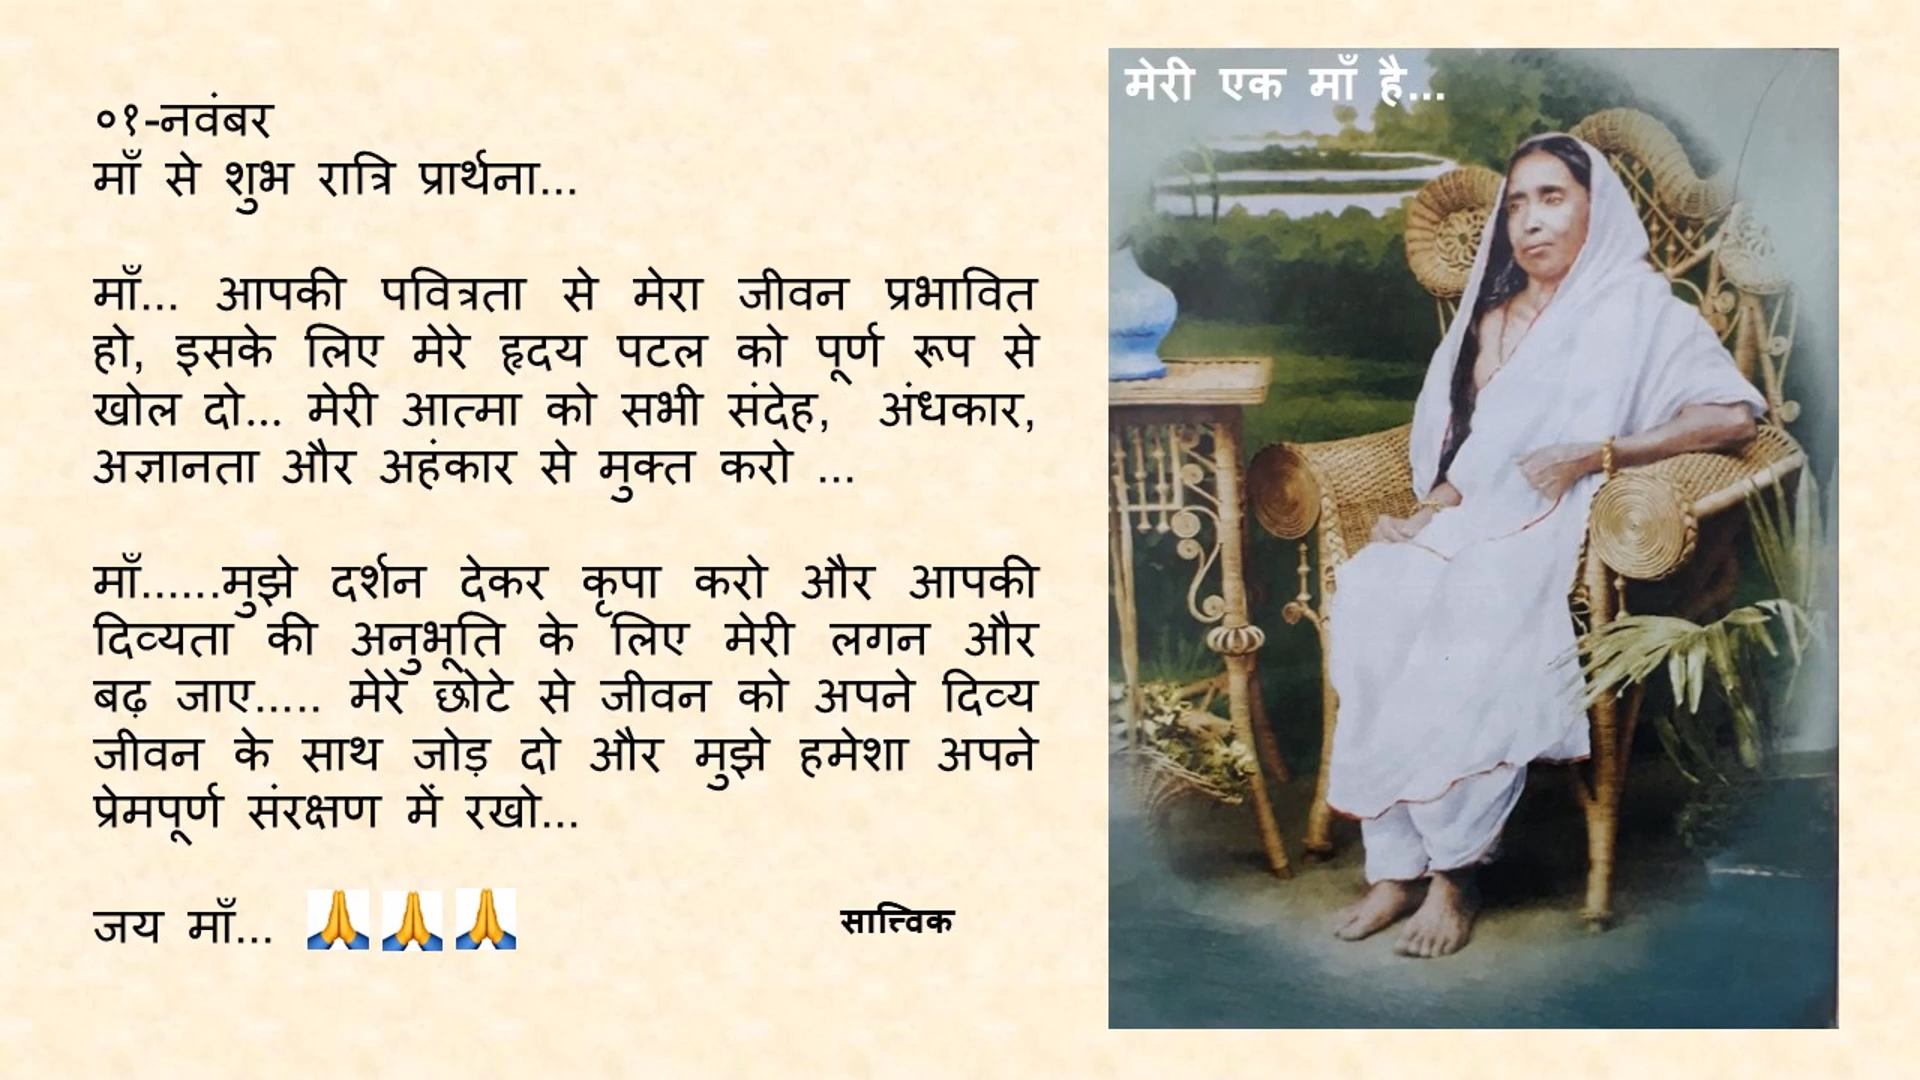 ०१-नवंबर
माँ से शुभ रात्रि प्रार्थना...
माँ... आपकी पवित्रता से मेरा जीवन प्रभावित
हो, इसके लिए मेरे हृदय पटल को पूर्ण रूप से
खोल दो... मेरी आत्मा को सभी संदेह, अंधकार,
अज्ञानता और अहंकार से मुक्त करो ...
माँ......मुझे दर्शन देकर कृपा करो और आपकी
दिव्यता की अनुभूति के लिए मेरी लगन और
बढ़ जाए..... मेरे छोटे से जीवन को अपने दिव्य
जीवन के साथ जोड़ दो और मुझे हमेशा अपने
प्रेमपूर्ण संरक्षण में रखो...
जय माँ... 🙏🙏🙏
सात्त्विक
मेरी एक माँ है...